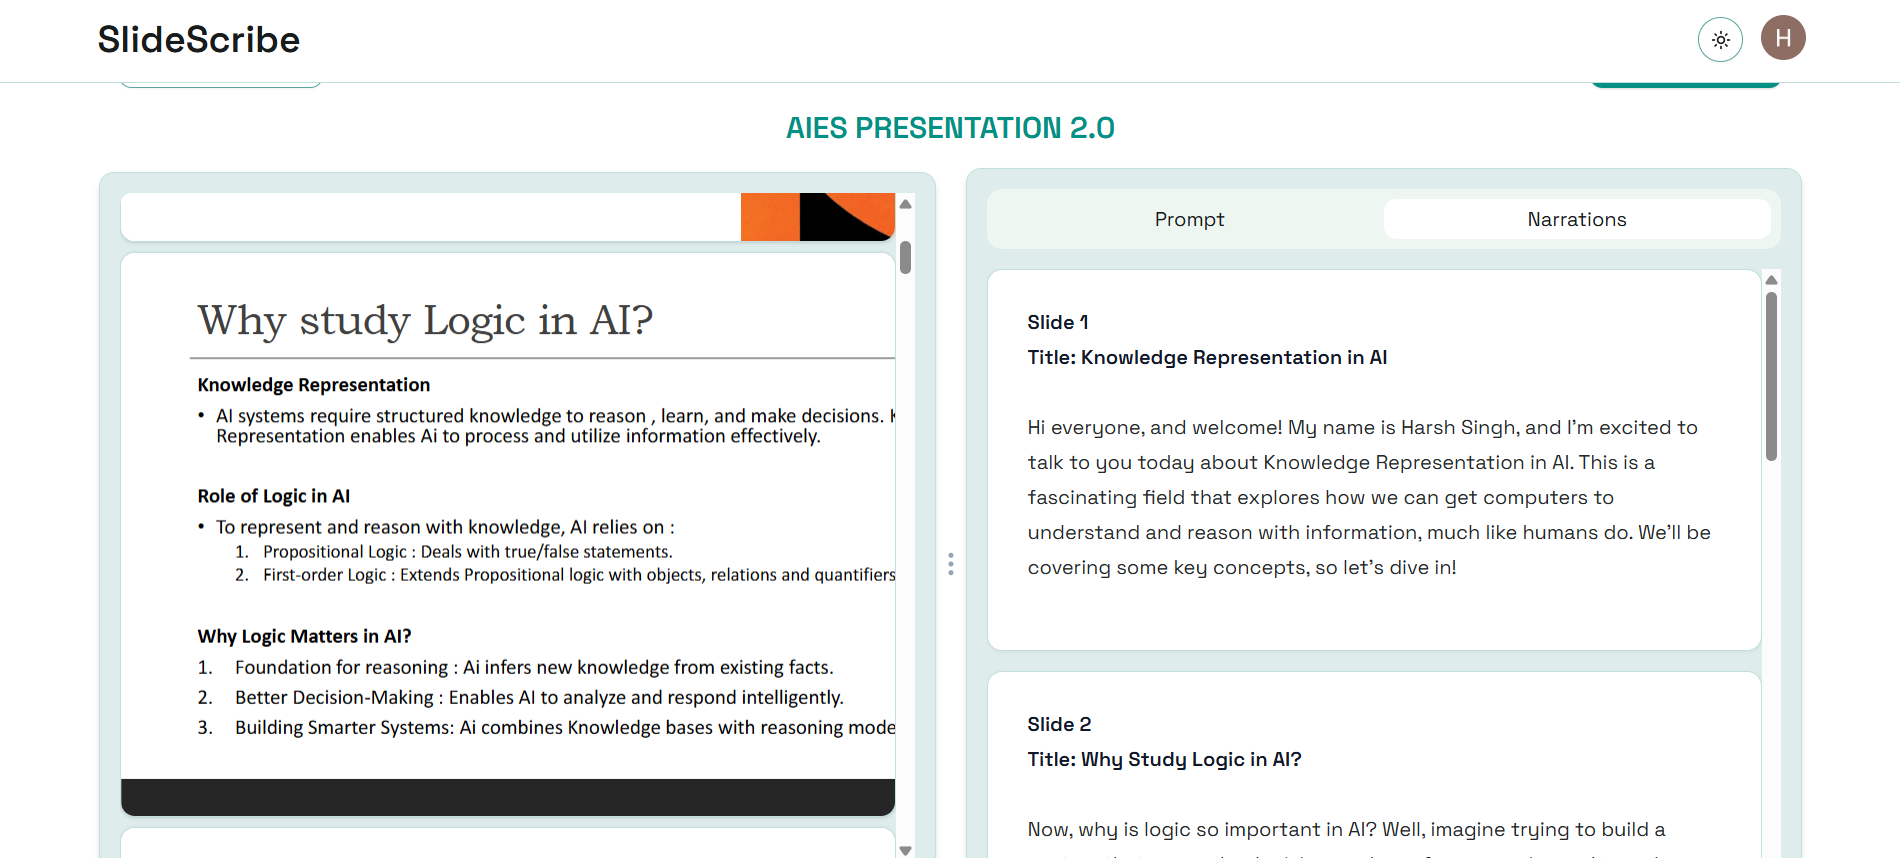 SlideScribe
H
AIES PRESENTATION 2.0
Why study Logic in AI?
Knowledge Representation
• AI systems require structured knowledge to reason , learn, and make decisions.
Representation enables Ai to process and utilize information effectively.
Role of Logic in AI
• To represent and reason with knowledge, AI relies on :
1. Propositional Logic : Deals with true/false statements.
2. First-order Logic : Extends Propositional logic with objects, relations and quantifiers
Why Logic Matters in AI?
1. Foundation for reasoning : Ai infers new knowledge from existing facts.
2. Better Decision-Making : Enables AI to analyze and respond intelligently.
3. Building Smarter Systems: Ai combines Knowledge bases with reasoning mode
Prompt
Narrations
Slide 1
Title: Knowledge Representation in AI
Hi everyone, and welcome! My name is Harsh Singh, and I'm excited to
talk to you today about Knowledge Representation in AI. This is a
fascinating field that explores how we can get computers to
understand and reason with information, much like humans do. We'll be
covering some key concepts, so let's dive in!
Slide 2
Title: Why Study Logic in AI?
Now, why is logic so important in AI? Well, imagine trying to build a